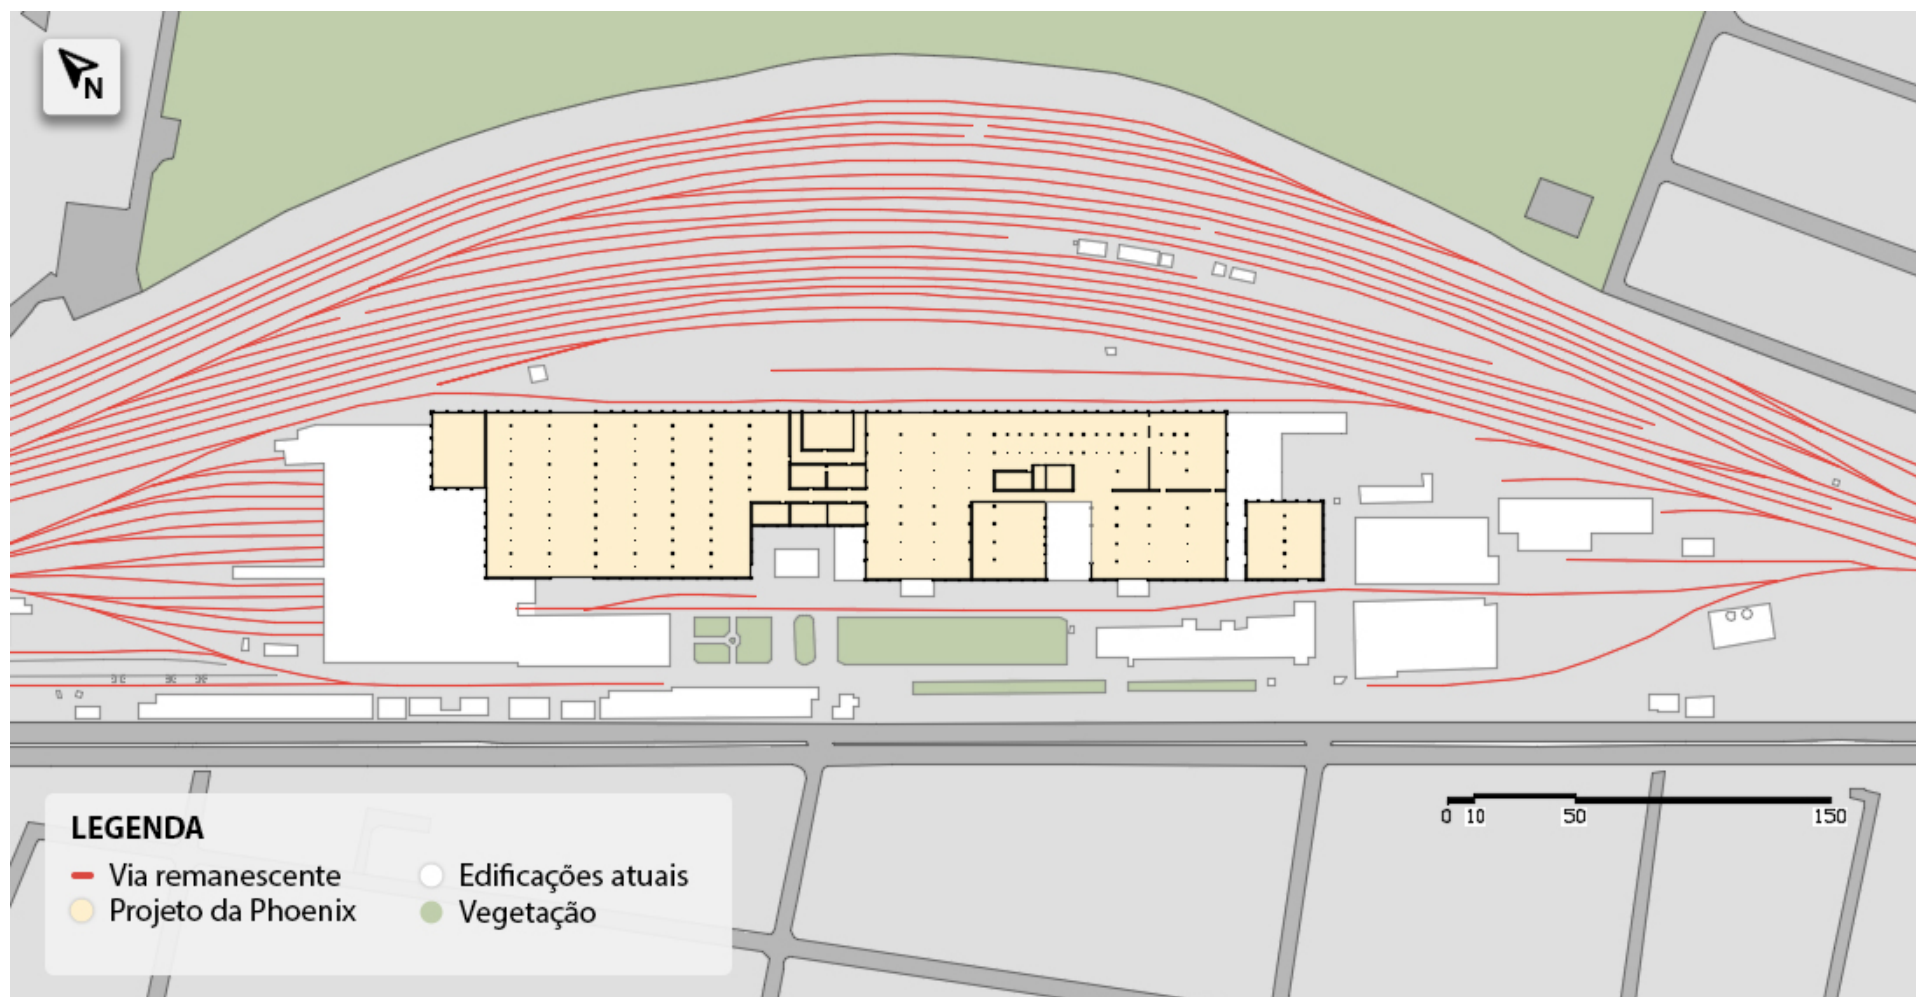 N
0 10 50 150
LEGENDA
Via remanescente
Edificações atuais
Projeto da Phoenix
Vegetação